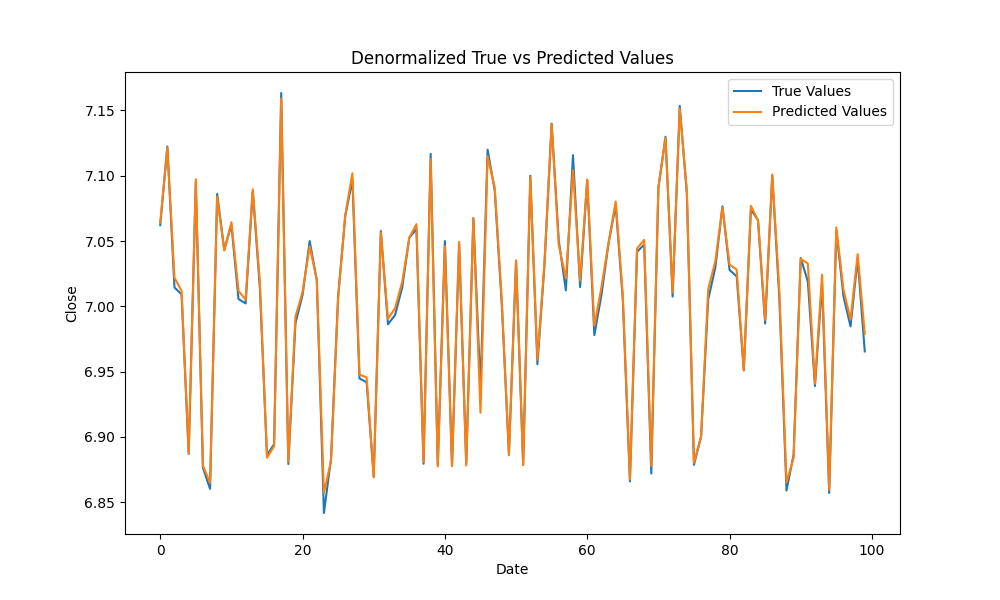 Denormalized True vs Predicted Values
True Values
Predicted Values
Close
7.15
7.10
7.05
7.00
6.95
6.90
6.85
0 20 40 60 80 100
Date